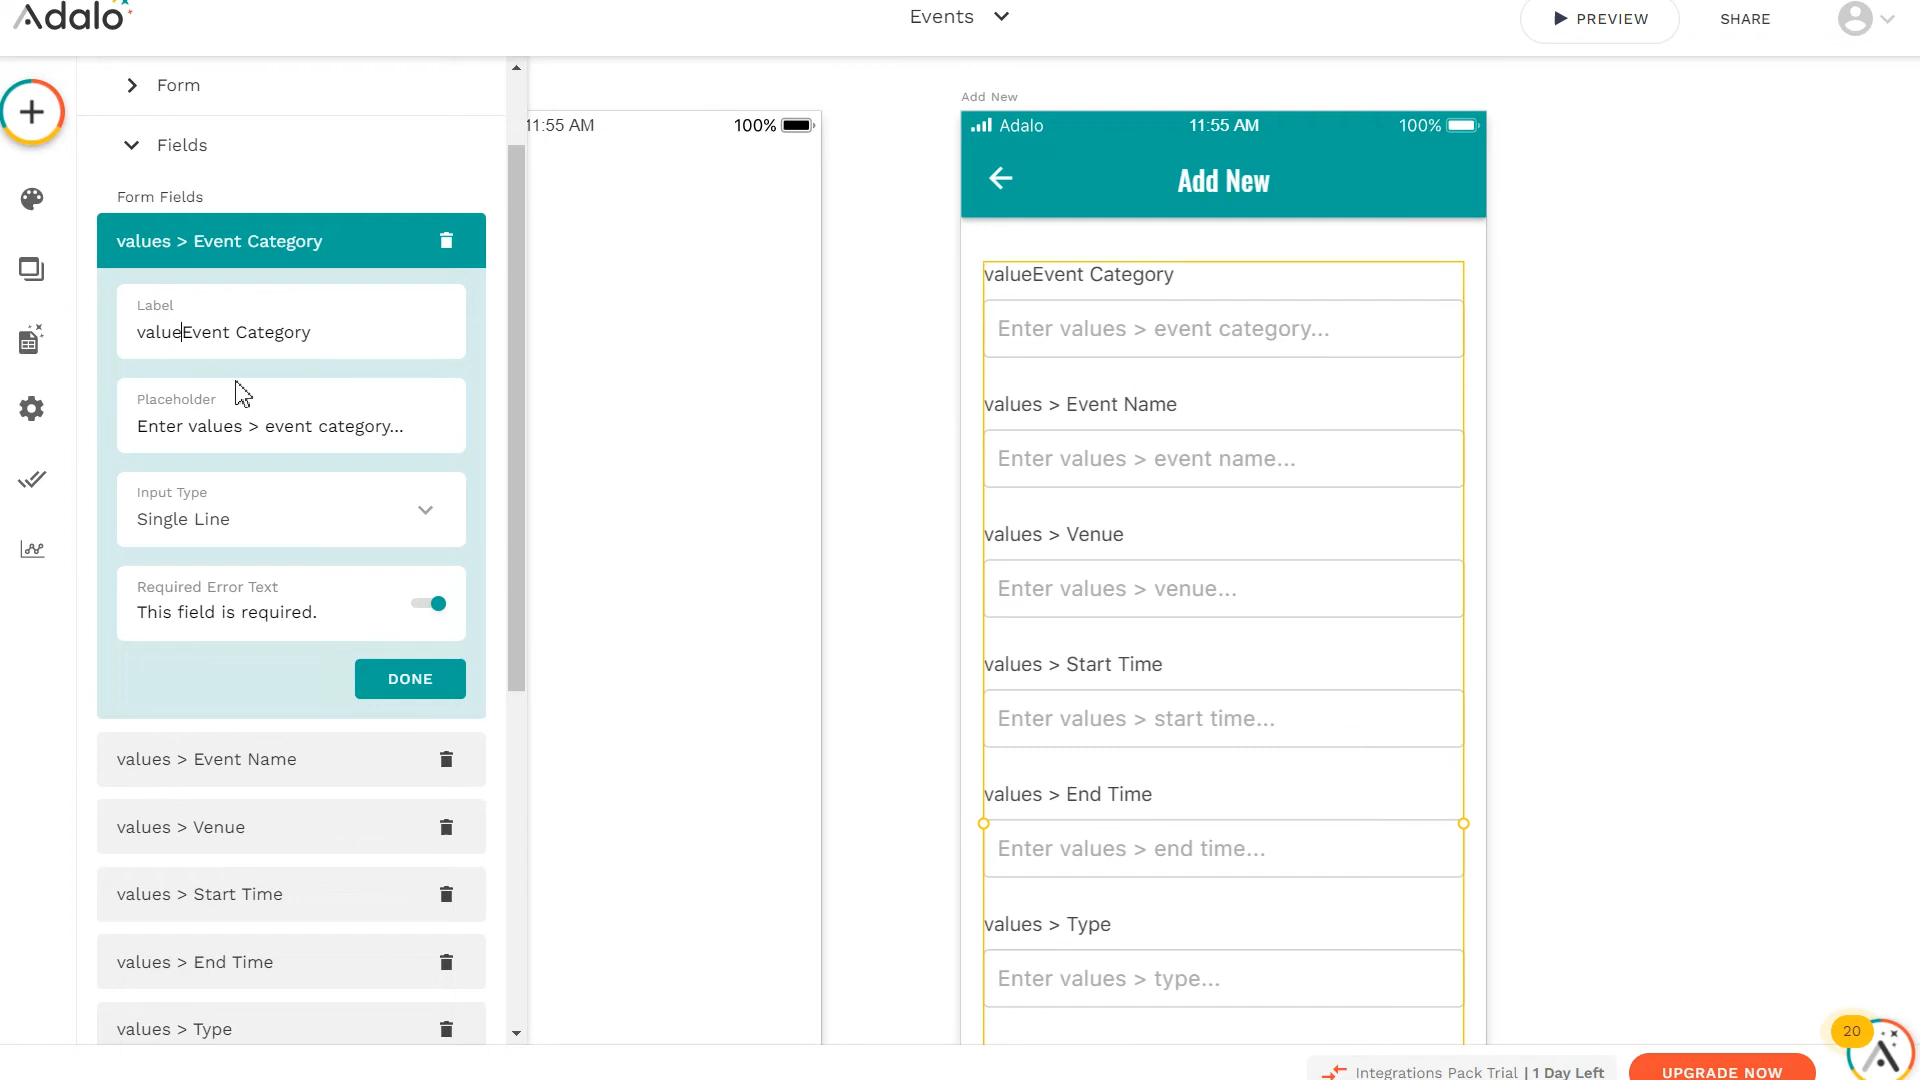 Adalo
Events
PREVIEW
SHARE
Form
Fields
Form Fields
values > Event Category
Label
valueEvent Category
Placeholder
Enter values > event category...
Input Type
Single Line
Required Error Text
This field is required.
DONE
values > Event Name
values > Venue
values > Start Time
values > End Time
values > Type
11:55 AM
100%
Add New
Adalo
11:55 AM
100%
Add New
valueEvent Category
Enter values > event category...
values > Event Name
Enter values > event name...
values > Venue
Enter values > venue...
values > Start Time
Enter values > start time...
values > End Time
Enter values > end time...
values > Type
Enter values > type...
20
Integrations Pack Trial | 1 Day Left
UPGRADE NOW